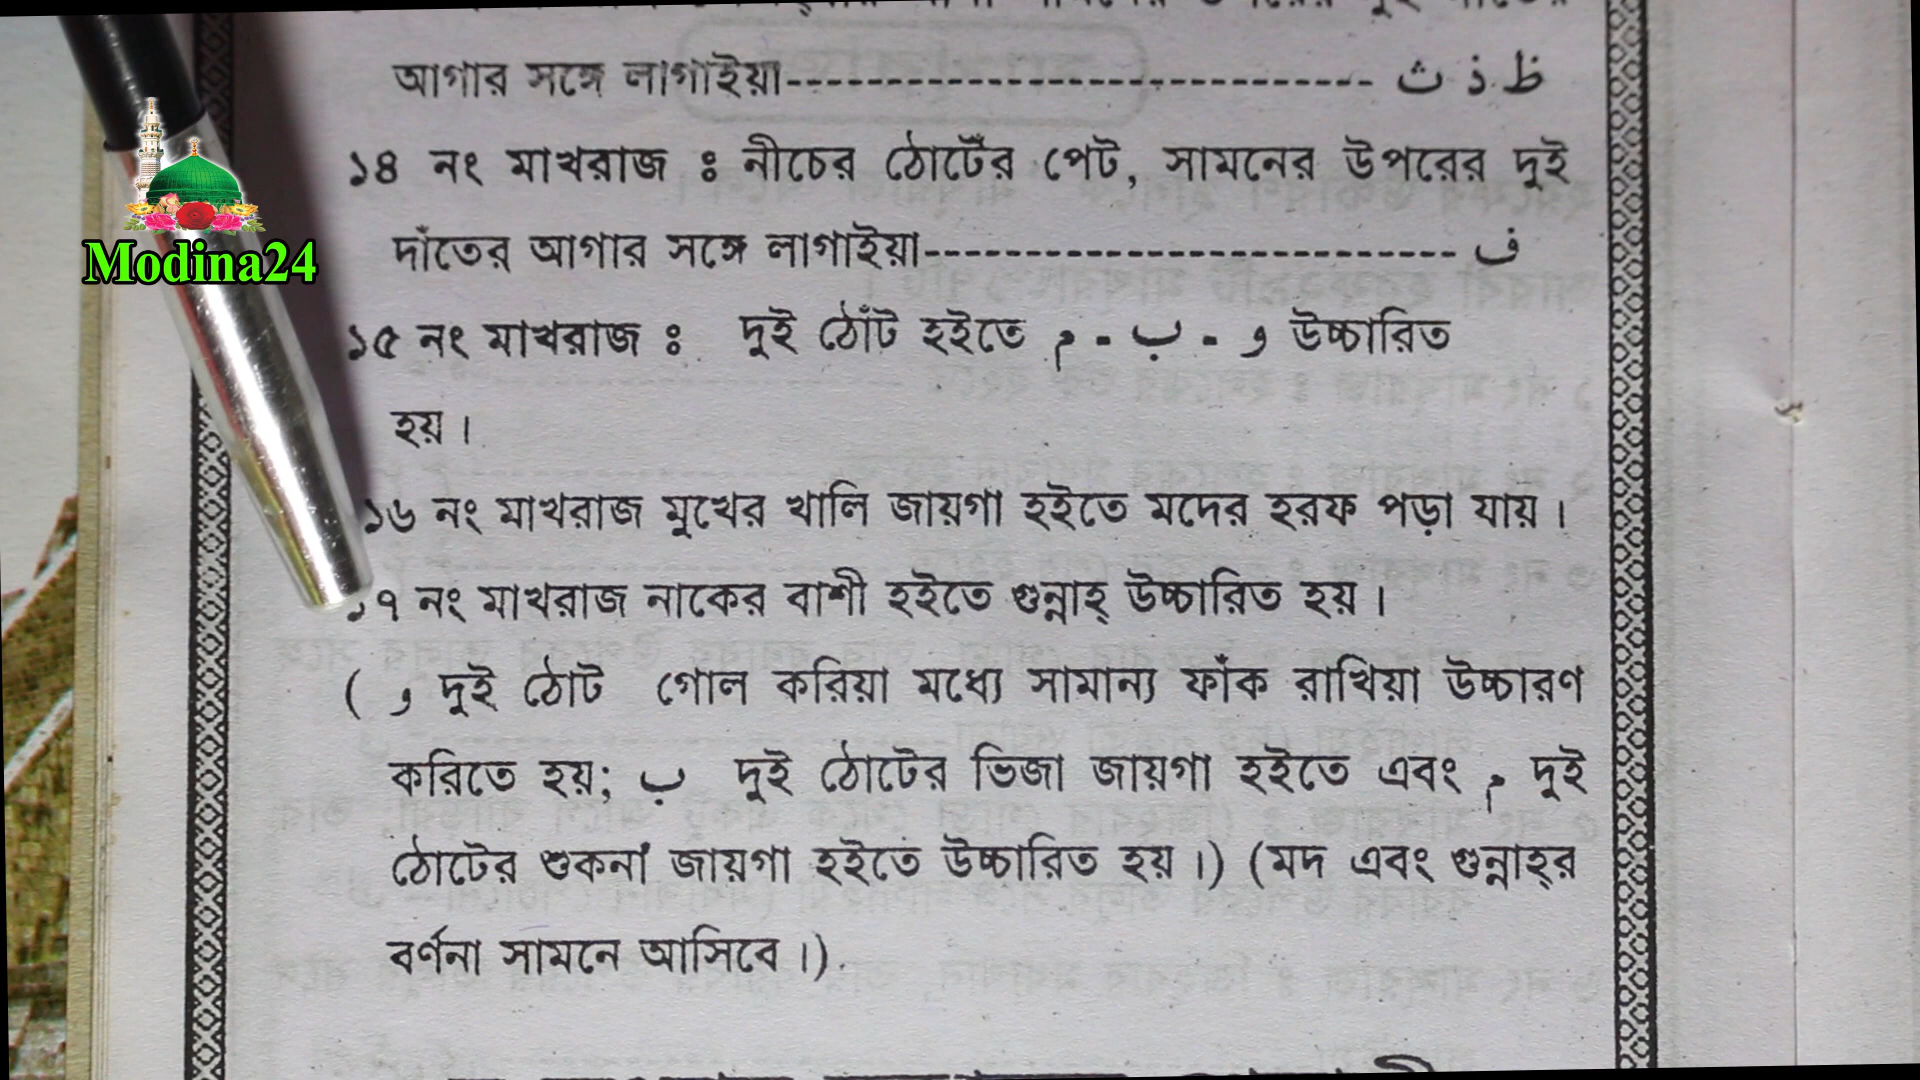 আগার সঙ্গে লাগাইয়া----------------------------- ظ ذ ث
১৪ নং মাখরাজ ঃ নীচের ঠোটেঁর পেট, সামনের উপরের দুই
দাঁতের আগার সঙ্গে লাগাইয়া-------------------------- ف
১৫ নং মাখরাজ ঃ দুই ঠোঁট হইতে م - ب - و উচ্চারিত
হয়।
১৬ নং মাখরাজ মুখের খালি জায়গা হইতে মদের হরফ পড়া যায়।
১৭ নং মাখরাজ নাকের বাশী হইতে গুন্নাহ্ উচ্চারিত হয়।
( و দুই ঠোট গোল করিয়া মধ্যে সামান্য ফাঁক রাখিয়া উচ্চারণ
করিতে হয়; ب দুই ঠোটের ভিজা জায়গা হইতে এবং م দুই
ঠোটের শুকনা জায়গা হইতে উচ্চারিত হয়।) (মদ এবং গুন্নাহ্‌র
বর্ণনা সামনে আসিবে।).
Modina24